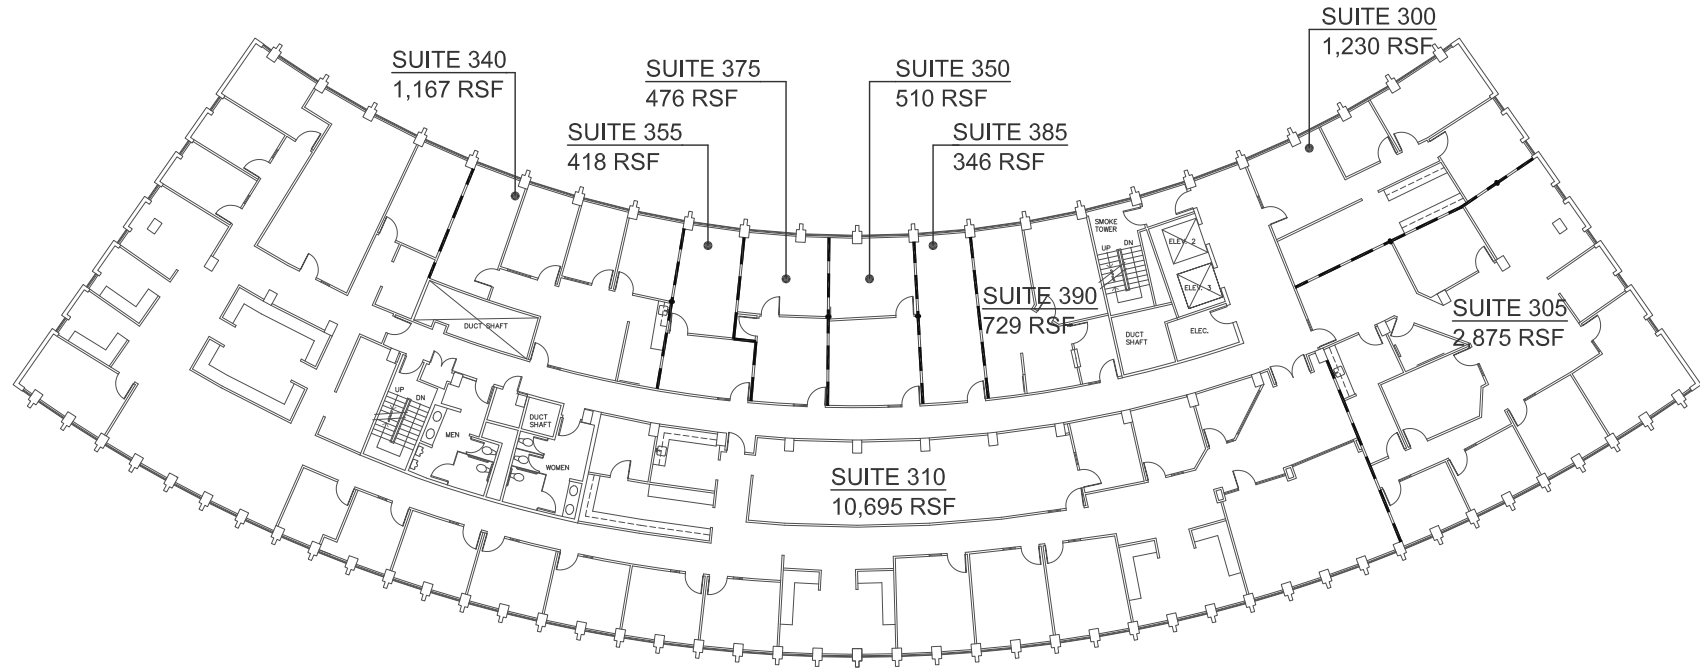 SUITE 300
1,230 RSF
SUITE 340
1,167 RSF
SUITE 375
476 RSF
SUITE 350
510 RSF
SUITE 355
418 RSF
SUITE 385
346 RSF
SMOKE
TOWER
UP
DN
ELEV. 2
ELEV. 3
SUITE 390
729 RSF
SUITE 305
2,875 RSF
DUCT SHAFT
DUCT
SHAFT
ELEC.
UP
DN
DUCT
SHAFT
MEN
WOMEN
SUITE 310
10,695 RSF